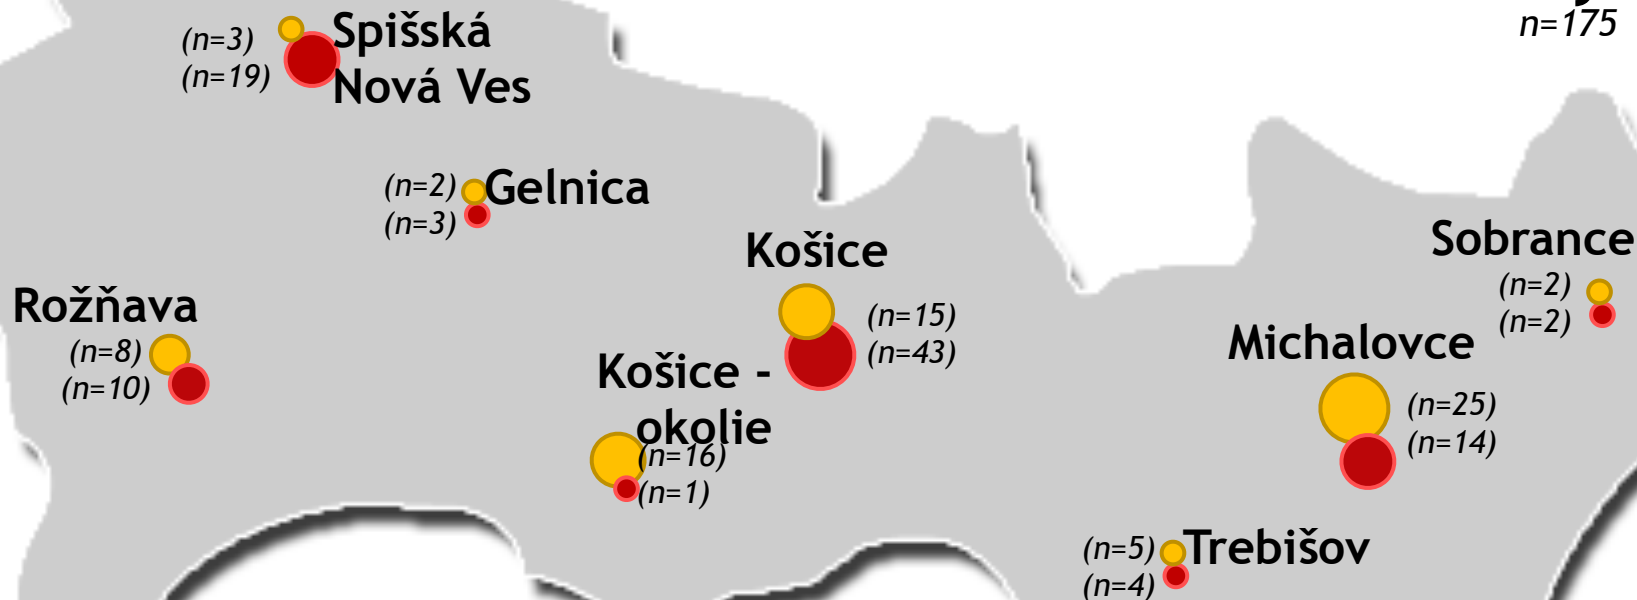 n=175
(n=3)
(n=19)
Spišská
Nová Ves
(n=2)
(n=3)
Gelnica
Košice
(n=15)
(n=43)
Sobrance
(n=2)
(n=2)
Rožňava
(n=8)
(n=10)
Košice -
okolie
(n=16)
(n=1)
Michalovce
(n=25)
(n=14)
(n=5)
(n=4)
Trebišov